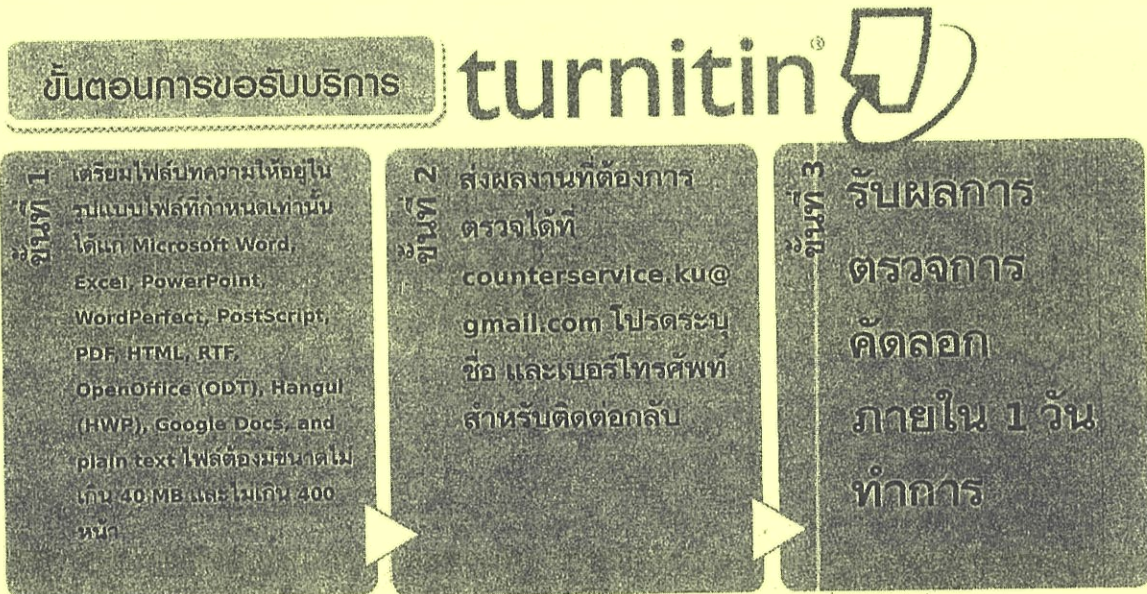 ขั้นตอนการขอรับบริการ
turnitin®
ขั้นที่ 1
เตรียมไฟล์บทความให้อยู่ใน
รูปแบบไฟล์ที่กำหนดเท่านั้น
ได้แก่ Microsoft Word,
Excel, PowerPoint,
WordPerfect, PostScript,
PDF, HTML, RTF,
OpenOffice (ODT), Hangul
(HWP), Google Docs, and
plain text ไฟล์ต้องมีขนาดไม่
เกิน 40 MB และไม่เกิน 400
หน้า
ขั้นที่ 2
ส่งผลงานที่ต้องการ
ตรวจได้ที่
counterservice.ku@
gmail.com โปรดระบุ
ชื่อ และเบอร์โทรศัพท์
สำหรับติดต่อกลับ
ขั้นที่ 3
รับผลการ
ตรวจการ
คัดลอก
ภายใน 1 วัน
ทำการ